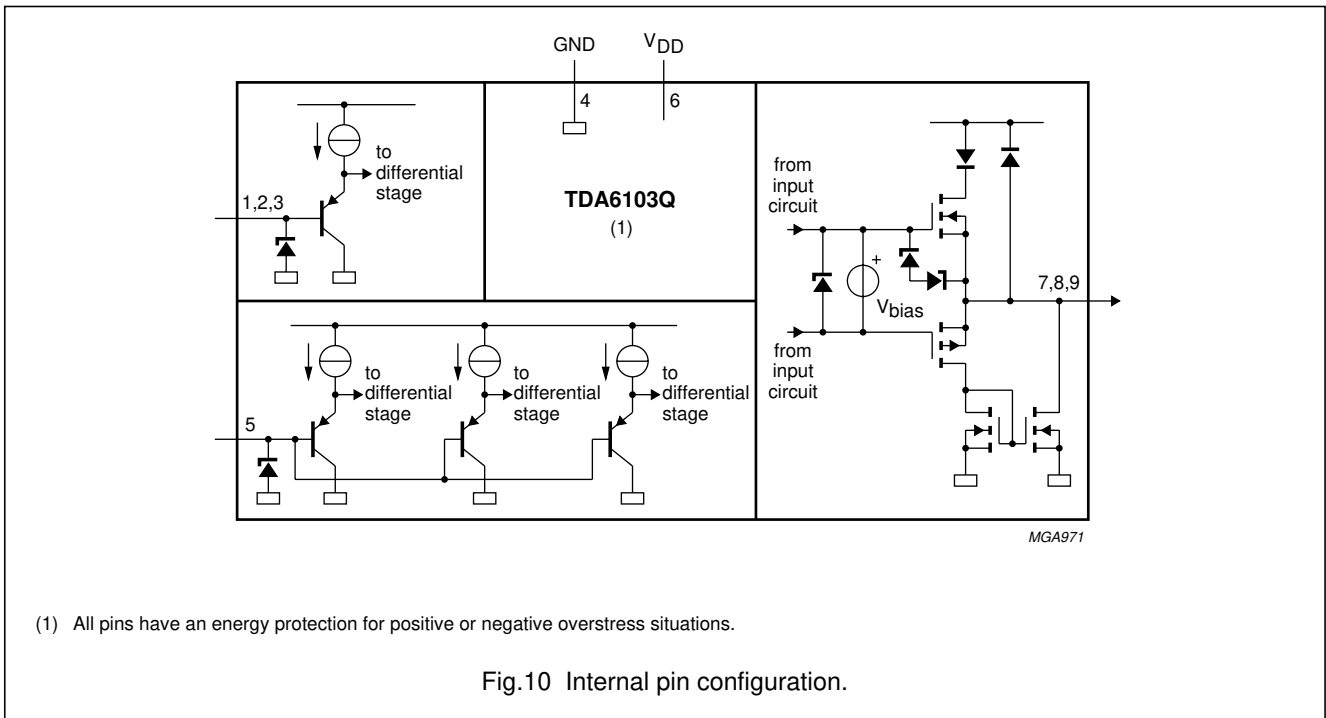 GND
VDD
4
6
to
differential
stage
1,2,3
TDA6103Q
(1)
from
input
circuit
+
Vbias
7,8,9
from
input
circuit
to
differential
stage
to
differential
stage
to
differential
stage
5
MGA971
(1) All pins have an energy protection for positive or negative overstress situations.
Fig.10 Internal pin configuration.